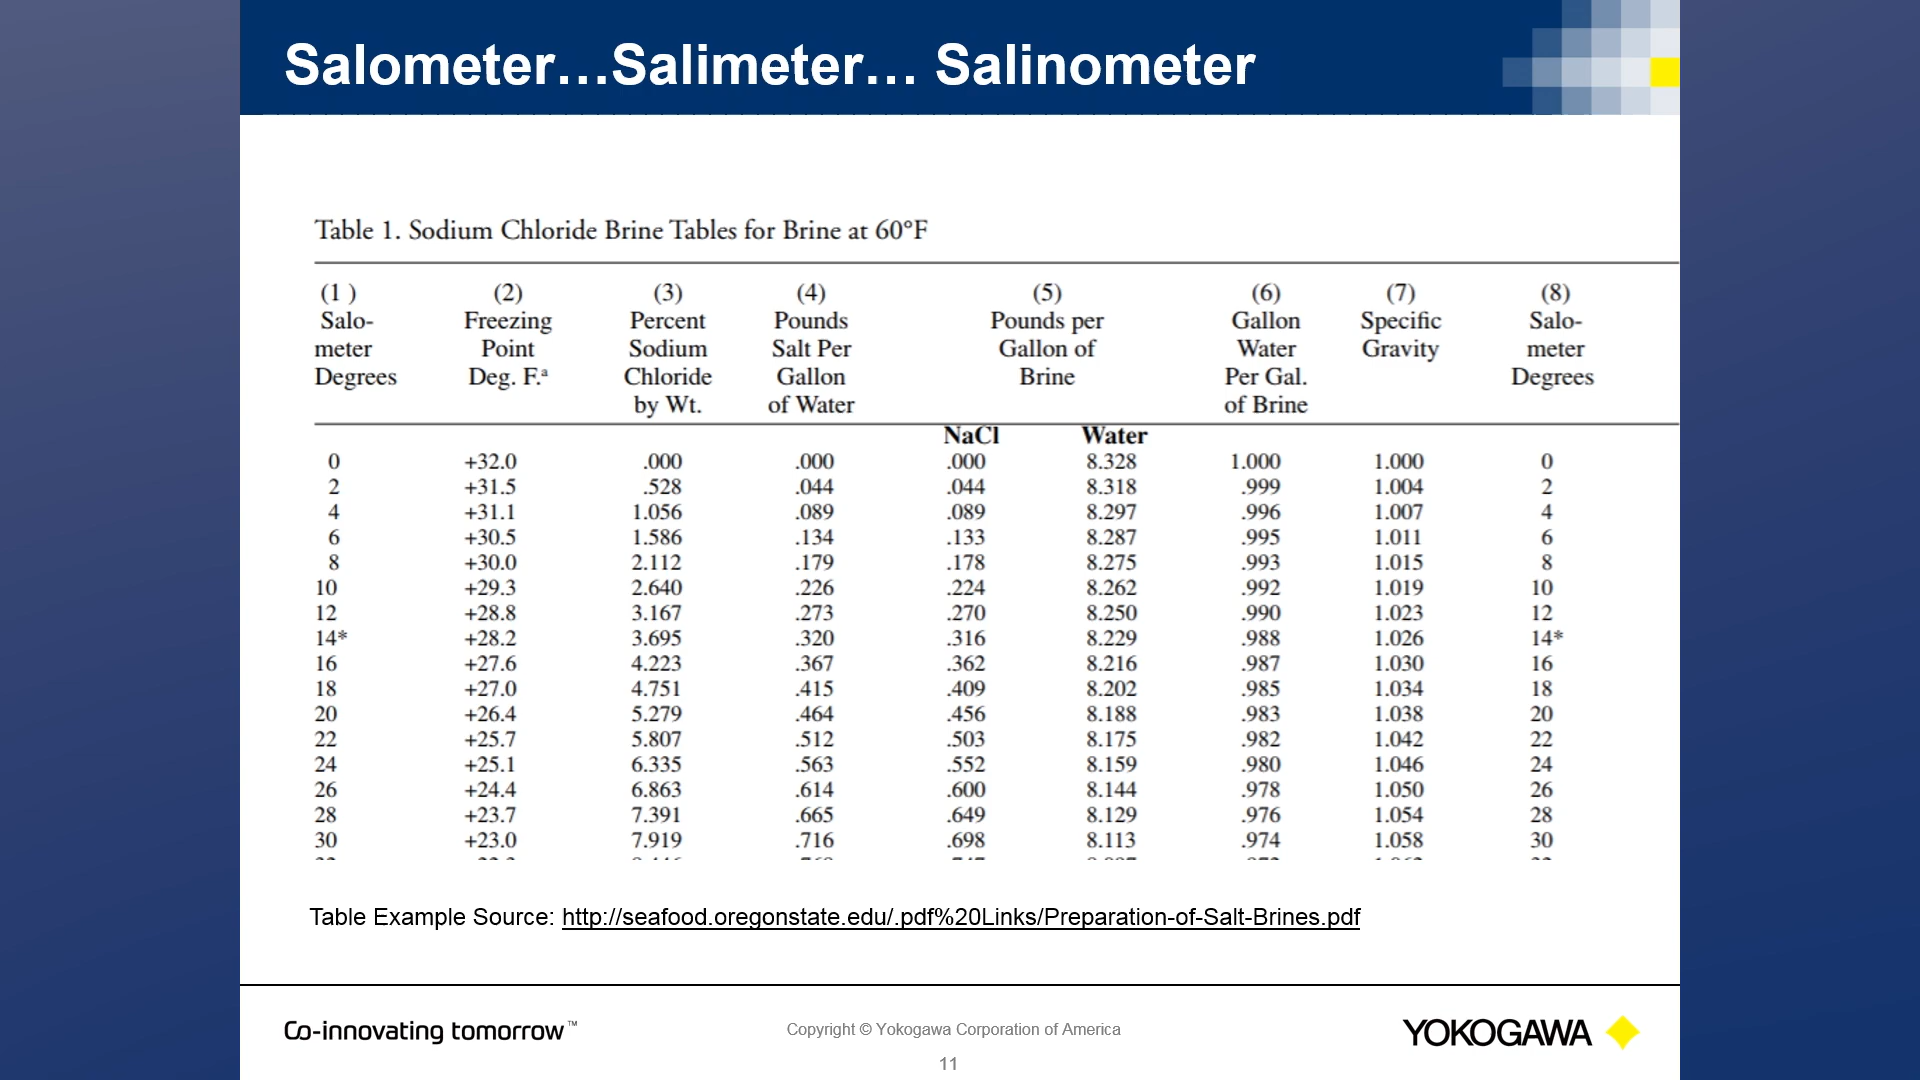 Salometer…Salimeter… Salinometer
Table 1. Sodium Chloride Brine Tables for Brine at 60°F
(1 ) (2) (3) (4) (5) (6) (7) (8)
Salo- Freezing Percent Pounds Pounds per Gallon Specific Salo-
meter Point Sodium Salt Per Gallon of Water Gravity meter
Degrees Deg. F.ª Chloride Gallon Brine Per Gal. Degrees
by Wt. of Water of Brine
NaCl Water
0 +32.0 .000 .000 .000 8.328 1.000 1.000 0
2 +31.5 .528 .044 .044 8.318 .999 1.004 2
4 +31.1 1.056 .089 .089 8.297 .996 1.007 4
6 +30.5 1.586 .134 .133 8.287 .995 1.011 6
8 +30.0 2.112 .179 .178 8.275 .993 1.015 8
10 +29.3 2.640 .226 .224 8.262 .992 1.019 10
12 +28.8 3.167 .273 .270 8.250 .990 1.023 12
14* +28.2 3.695 .320 .316 8.229 .988 1.026 14*
16 +27.6 4.223 .367 .362 8.216 .987 1.030 16
18 +27.0 4.751 .415 .409 8.202 .985 1.034 18
20 +26.4 5.279 .464 .456 8.188 .983 1.038 20
22 +25.7 5.807 .512 .503 8.175 .982 1.042 22
24 +25.1 6.335 .563 .552 8.159 .980 1.046 24
26 +24.4 6.863 .614 .600 8.144 .978 1.050 26
28 +23.7 7.391 .665 .649 8.129 .976 1.054 28
30 +23.0 7.919 .716 .698 8.113 .974 1.058 30
Table Example Source: http://seafood.oregonstate.edu/.pdf%20Links/Preparation-of-Salt-Brines.pdf
Co-innovating tomorrow™
Copyright © Yokogawa Corporation of America
YOKOGAWA
11